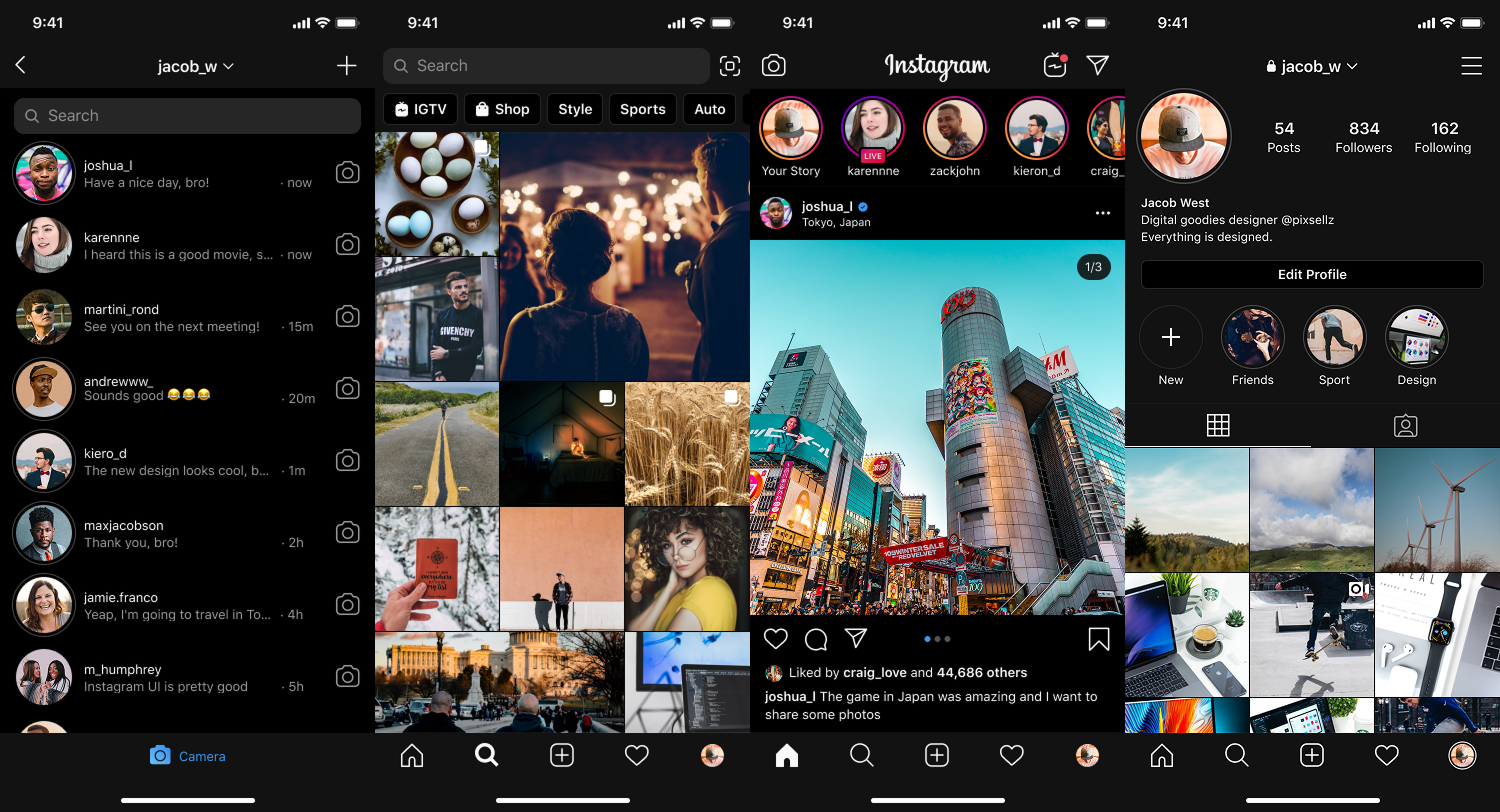 9:41
jacob_w
Search
joshua_l
Have a nice day, bro! · now
karennne
I heard this is a good movie, s... · now
martini_rond
See you on the next meeting! · 15m
andrewww_
Sounds good 😂😂😂 · 20m
kiero_d
The new design looks cool, b... · 1m
maxjacobson
Thank you, bro! · 2h
jamie.franco
Yeap, I'm going to travel in To... · 4h
m_humphrey
Instagram UI is pretty good · 5h
Camera
9:41
Search
IGTV Shop Style Sports Auto
GIVENCHY
everywhere
9:41
Instagram
LIVE
Your Story karennne zackjohn kieron_d craig_
joshua_l
Tokyo, Japan
1/3
109
H&M
109WINTERSALE
REDVELVET
Liked by craig_love and 44,686 others
joshua_l The game in Japan was amazing and I want to
share some photos
9:41
jacob_w
54 834 162
Posts Followers Following
Jacob West
Digital goodies designer @pixsellz
Everything is designed.
Edit Profile
New Friends Sport Design